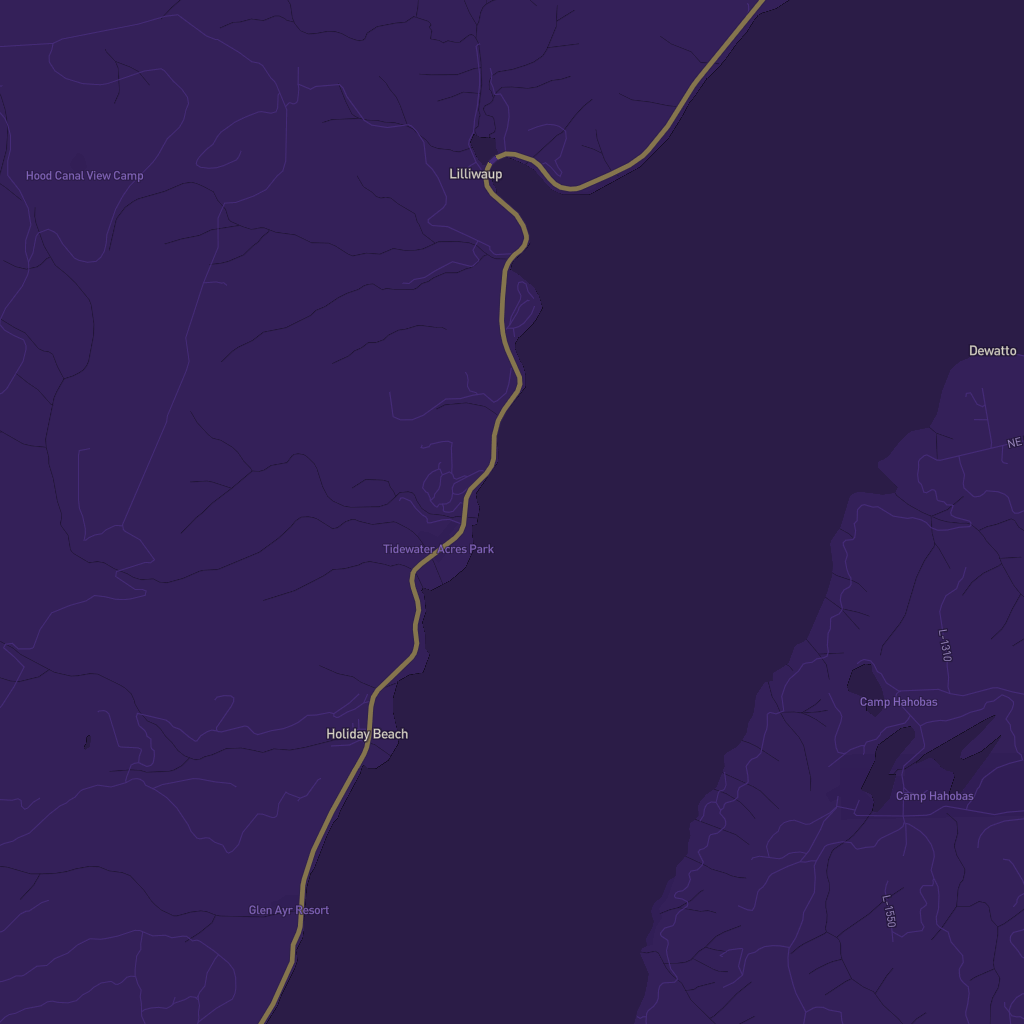 Hood Canal View Camp
Lilliwaup
Dewatto
NE
Tidewater Acres Park
L-1310
Camp Hahobas
Holiday Beach
Camp Hahobas
L-1550
Glen Ayr Resort